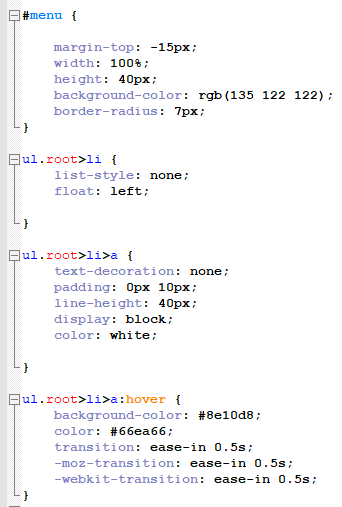 #menu {
margin-top: -15px;
width: 100%;
height: 40px;
background-color: rgb(135 122 122);
border-radius: 7px;
}
ul.root>li {
list-style: none;
float: left;
}
ul.root>li>a {
text-decoration: none;
padding: 0px 10px;
line-height: 40px;
display: block;
color: white;
}
ul.root>li>a:hover {
background-color: #8e10d8;
color: #66ea66;
transition: ease-in 0.5s;
-moz-transition: ease-in 0.5s;
-webkit-transition: ease-in 0.5s;
}